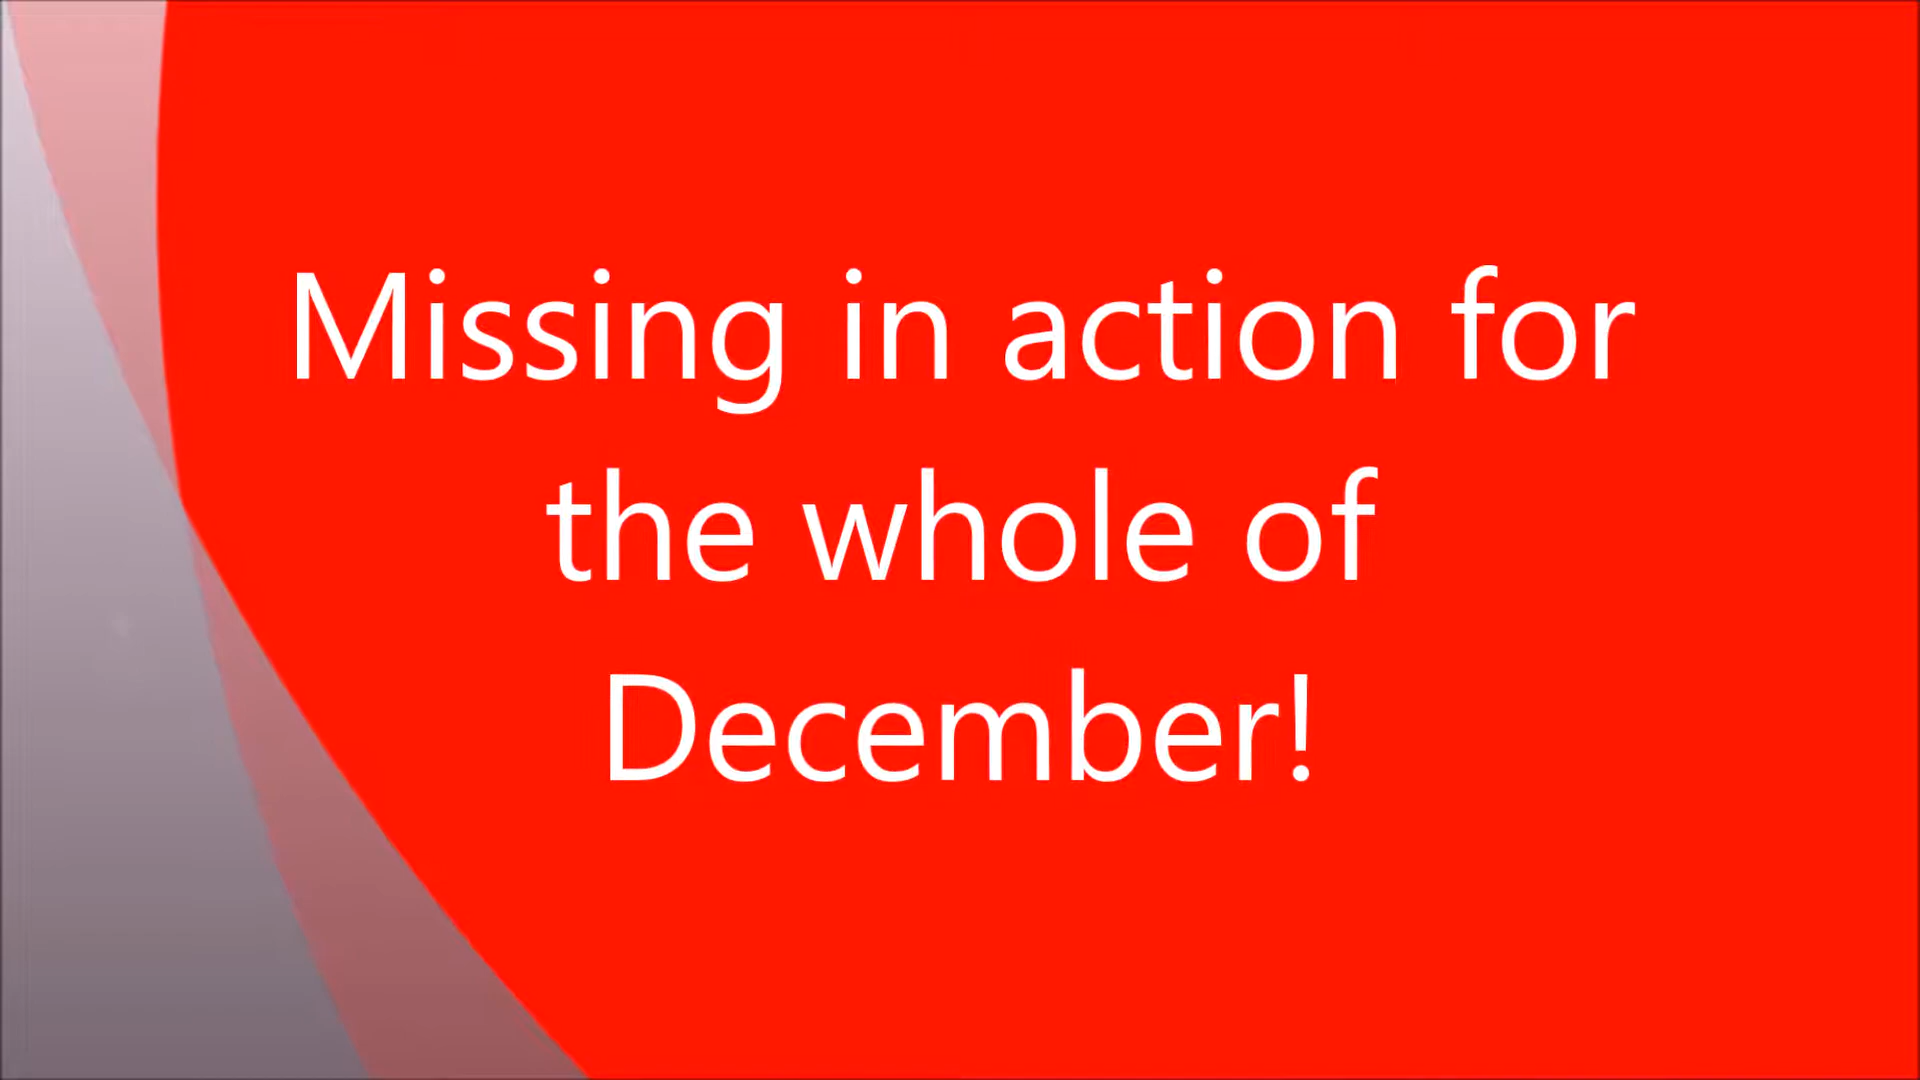 Missing in action for
the whole of
December!